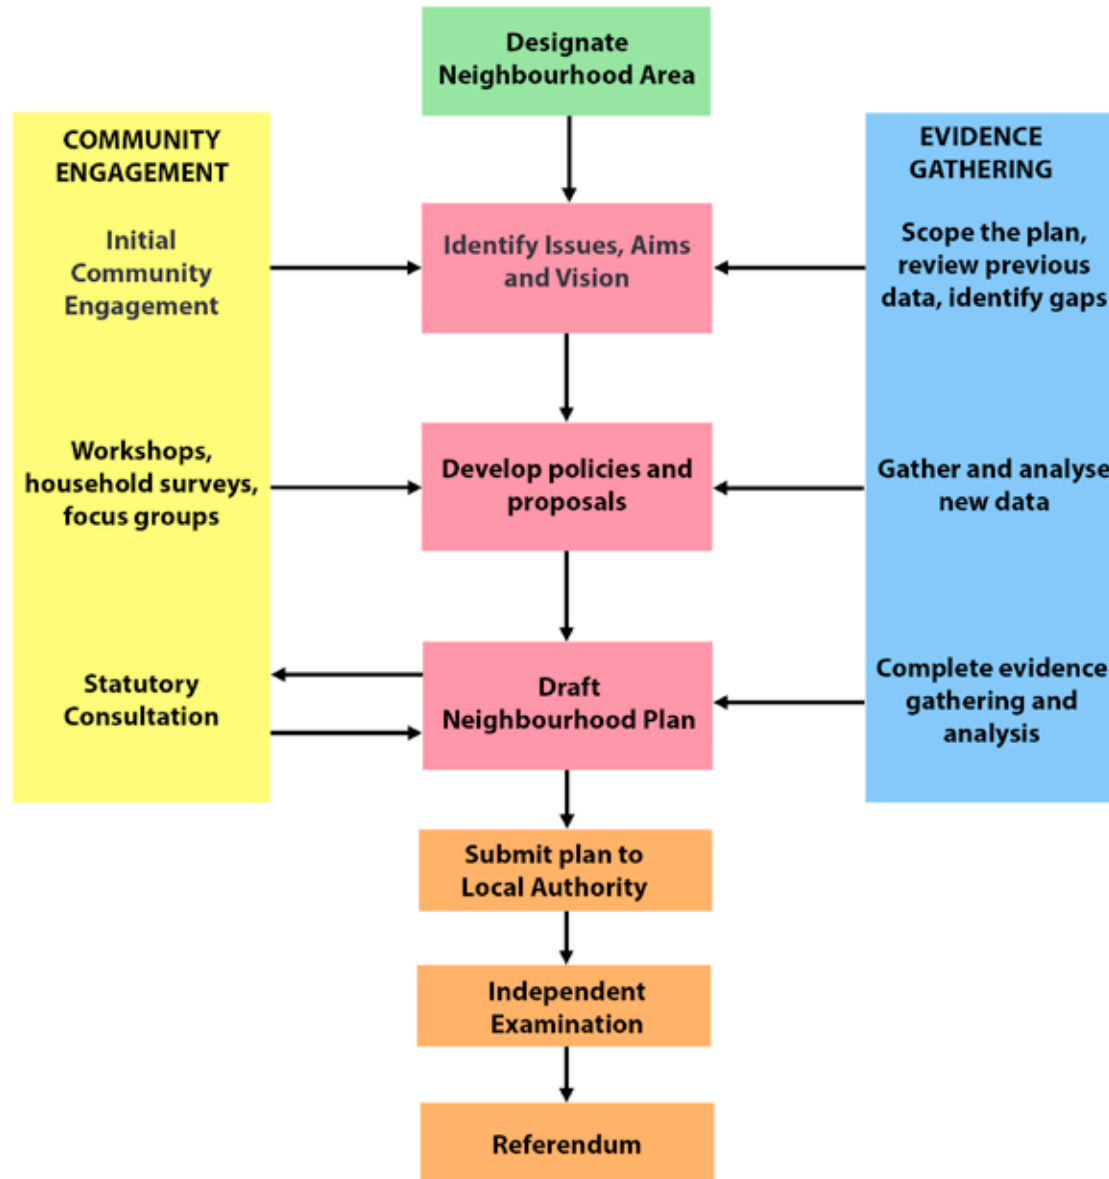 Designate
Neighbourhood Area
COMMUNITY
ENGAGEMENT
EVIDENCE
GATHERING
Initial
Community
Engagement
Identify Issues, Aims
and Vision
Scope the plan,
review previous
data, identify gaps
Workshops,
household surveys,
focus groups
Develop policies and
proposals
Gather and analyse
new data
Statutory
Consultation
Draft
Neighbourhood Plan
Complete evidence
gathering and
analysis
Submit plan to
Local Authority
Independent
Examination
Referendum